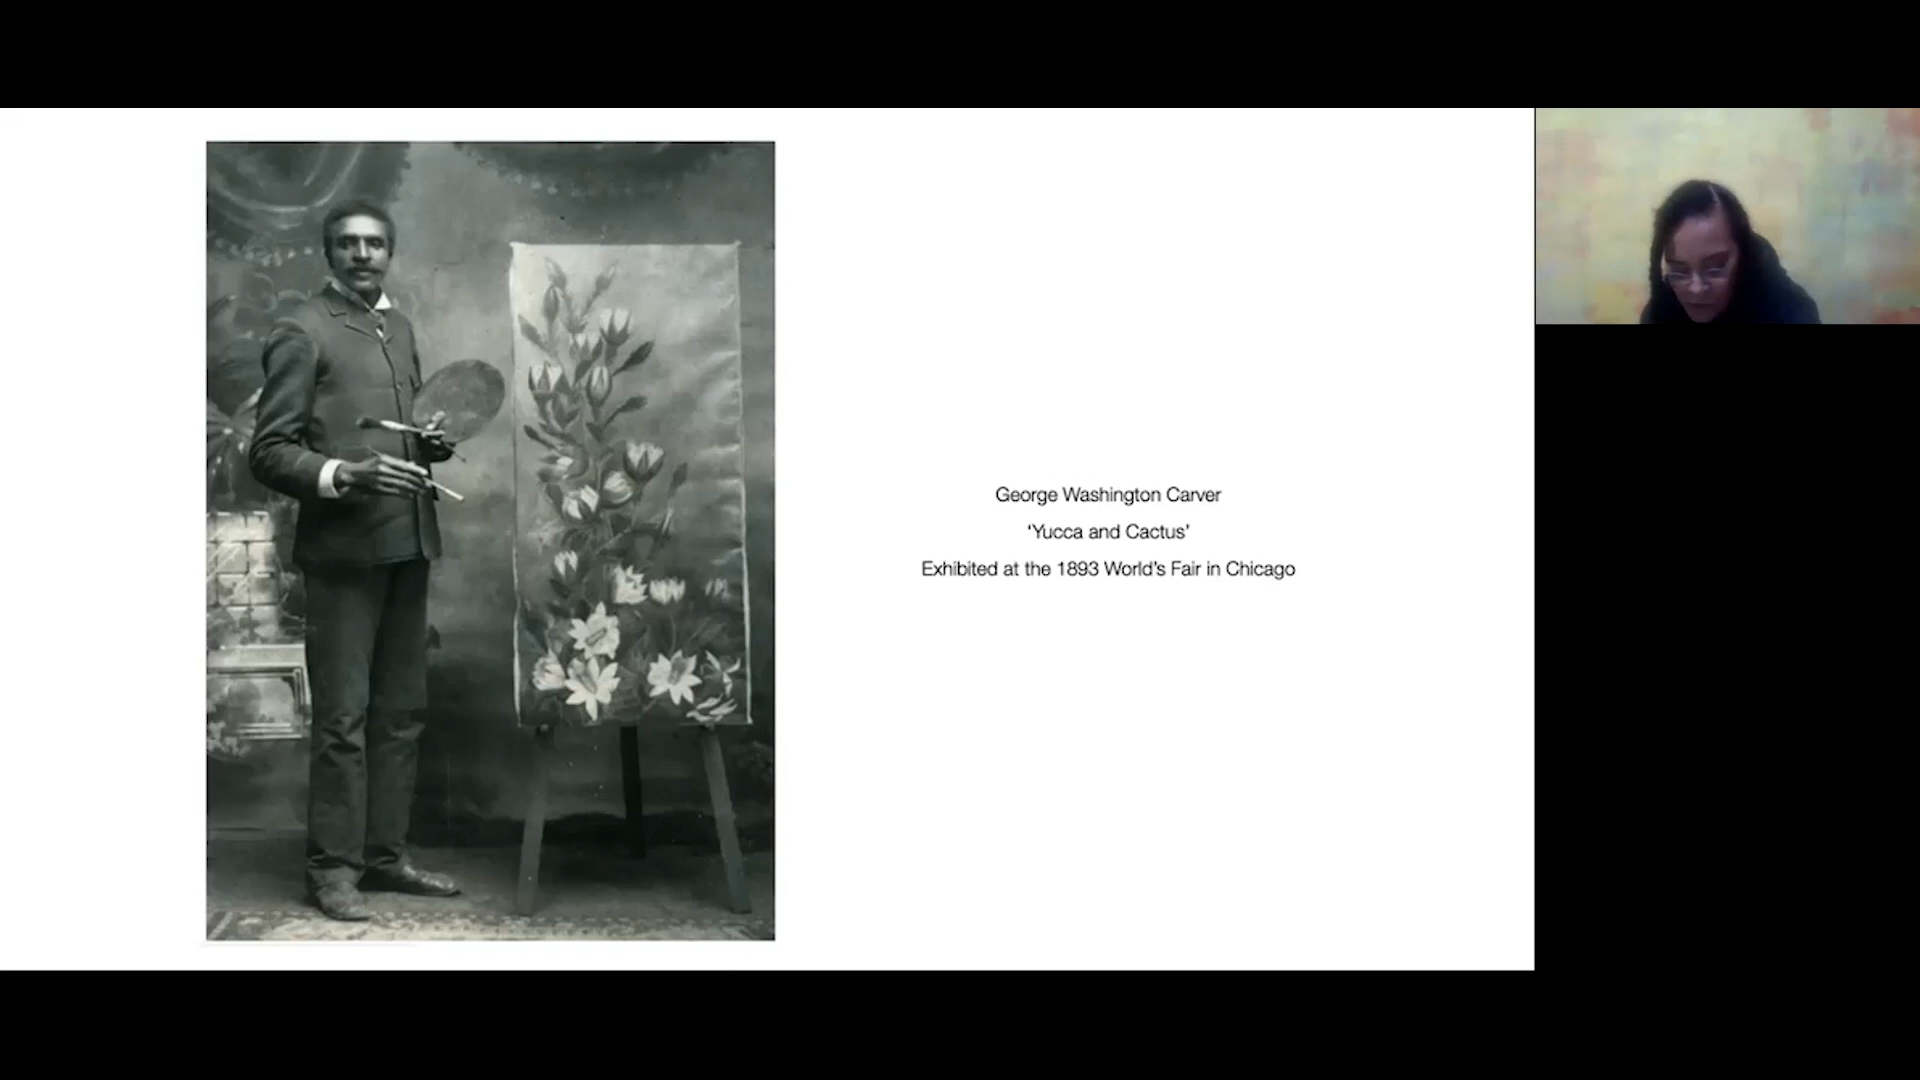 George Washington Carver
‘Yucca and Cactus’
Exhibited at the 1893 World’s Fair in Chicago